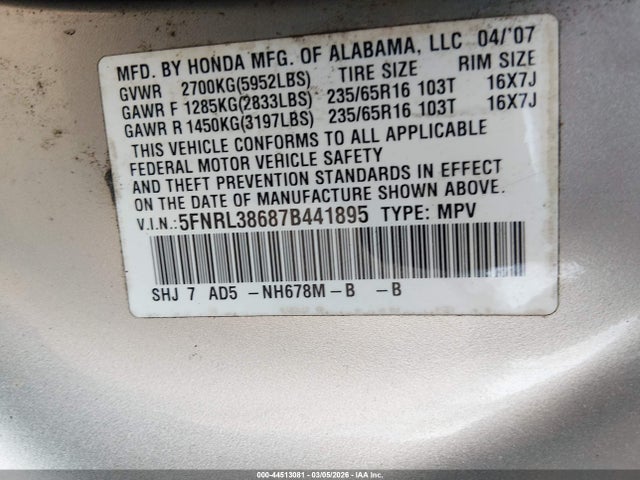 MFD. BY HONDA MFG. OF ALABAMA, LLC 04/'07
GVWR 2700KG(5952LBS) TIRE SIZE RIM SIZE
GAWR F 1285KG(2833LBS) 235/65R16 103T 16X7J
GAWR R 1450KG(3197LBS) 235/65R16 103T 16X7J
THIS VEHICLE CONFORMS TO ALL APPLICABLE
FEDERAL MOTOR VEHICLE SAFETY
AND THEFT PREVENTION STANDARDS IN EFFECT
ON THE DATE OF MANUFACTURE SHOWN ABOVE.
V.I.N.: 5FNRL38687B441895 TYPE: MPV
SHJ 7 AD5 -NH678M-B -B
000-44513081 - 03/05/2026 - IAA Inc.